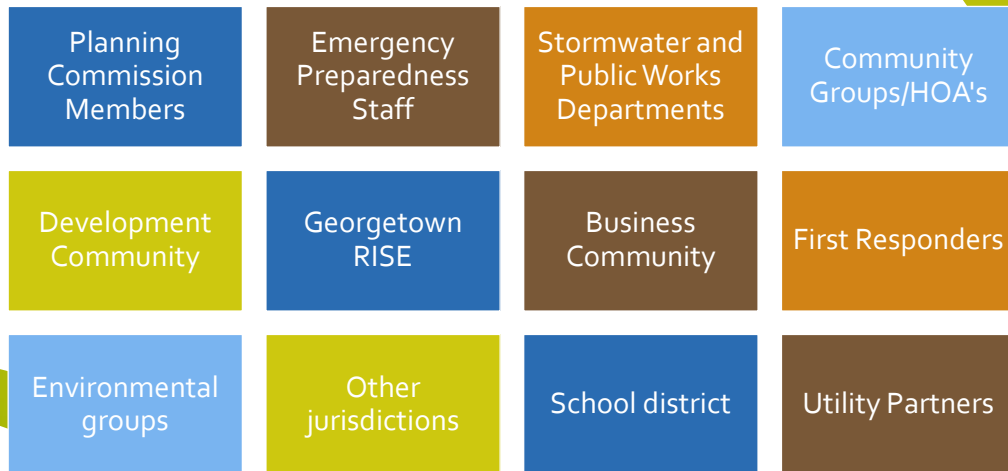 Planning
Commission
Members
Emergency
Preparedness
Staff
Stormwater and
Public Works
Departments
Community
Groups/HOA's
Development
Community
Georgetown
RISE
Business
Community
First Responders
Environmental
groups
Other
jurisdictions
School district
Utility Partners